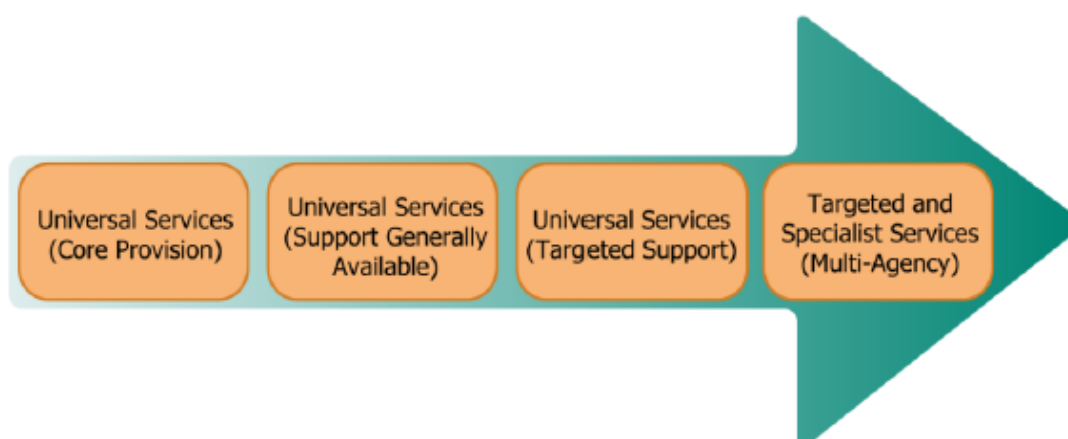 Universal Services
(Core Provision)
Universal Services
(Support Generally
Available)
Universal Services
(Targeted Support)
Targeted and
Specialist Services
(Multi-Agency)